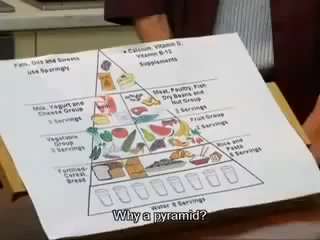 Fats, Oils and Sweets
use Sparingly
+ Calcium, Vitamin D,
Vitamin B-12
Supplements
Milk, Yogurt and
Cheese Group
3 Servings
Meat, Poultry, Fish
Dry Beans and
Nut Group
3 Servings
Vegetable
Group
3 Servings
Fruit Group
2 Servings
Fortified-
Cereal
Bread
Rice and
Pasta
6 Servings
Water 8 Servings
Why a pyramid?